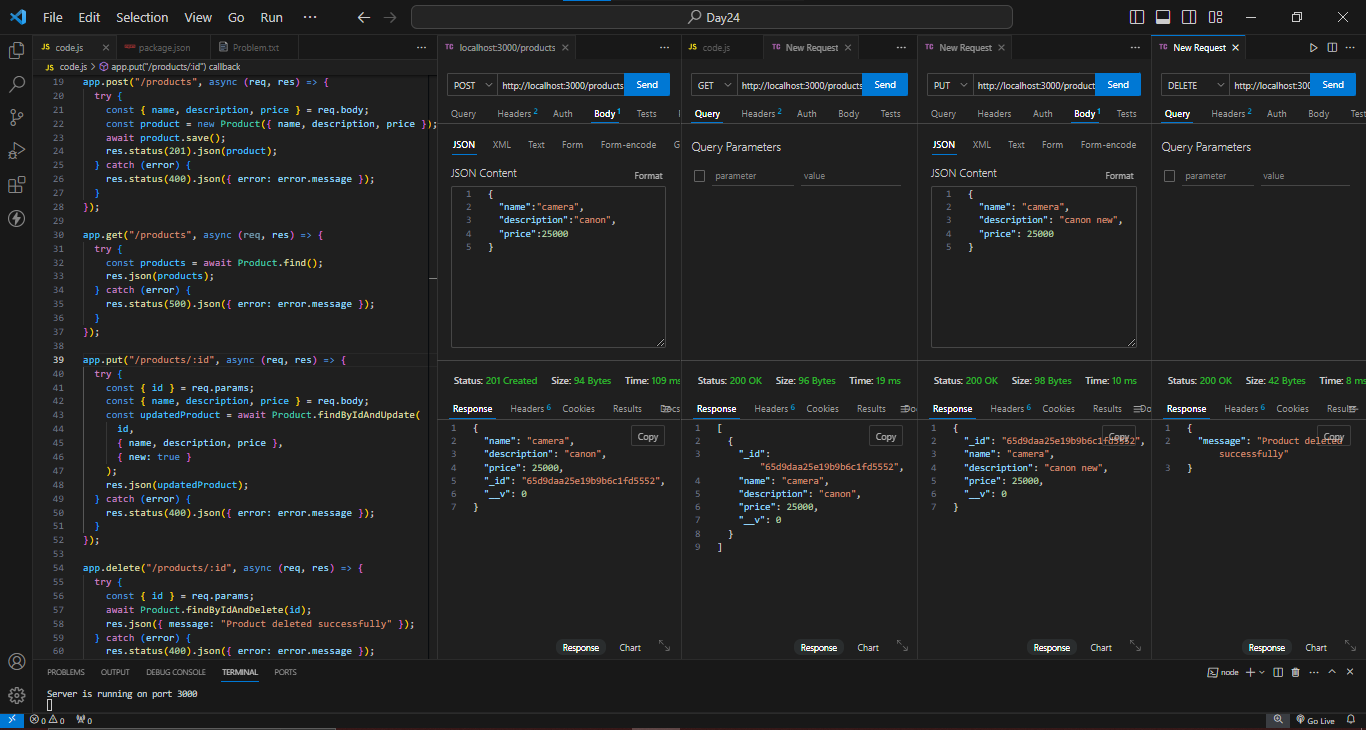 File Edit Selection View Go Run ··· Day24
JS code.js × package.json Problem.txt ···
JS code.js > app.put("/products/:id") callback
19 app.post("/products", async (req, res) => {
20 try {
21 const { name, description, price } = req.body;
22 const product = new Product({ name, description, price });
23 await product.save();
24 res.status(201).json(product);
25 } catch (error) {
26 res.status(400).json({ error: error.message });
27 }
28 });
29
30 app.get("/products", async (req, res) => {
31 try {
32 const products = await Product.find();
33 res.json(products);
34 } catch (error) {
35 res.status(500).json({ error: error.message });
36 }
37 });
38
39 app.put("/products/:id", async (req, res) => {
40 try {
41 const { id } = req.params;
42 const { name, description, price } = req.body;
43 const updatedProduct = await Product.findByIdAndUpdate(
44 id,
45 { name, description, price },
46 { new: true }
47 );
48 res.json(updatedProduct);
49 } catch (error) {
50 res.status(400).json({ error: error.message });
51 }
52 });
53
54 app.delete("/products/:id", async (req, res) => {
55 try {
56 const { id } = req.params;
57 await Product.findByIdAndDelete(id);
58 res.json({ message: "Product deleted successfully" });
59 } catch (error) {
60 res.status(400).json({ error: error.message });
TC localhost:3000/products × ···
POST http://localhost:3000/products Send
Query Headers 2 Auth Body 1 Tests
JSON XML Text Form Form-encode G
JSON Content Format
1 {
2 "name":"camera",
3 "description":"canon",
4 "price":25000
5 }
Status: 201 Created Size: 94 Bytes Time: 109 ms
Response Headers 6 Cookies Results Docs
1 {
2 "name": "camera",
3 "description": "canon",
4 "price": 25000,
5 "_id": "65d9daa25e19b9b6c1fd5552",
6 "__v": 0
7 }
Copy
Response Chart
JS code.js TC New Request × ···
GET http://localhost:3000/products Send
Query Headers 2 Auth Body Tests
Query Parameters
parameter value
Status: 200 OK Size: 96 Bytes Time: 19 ms
Response Headers 6 Cookies Results Doc
1 [
2 {
3 "_id":
"65d9daa25e19b9b6c1fd5552",
4 "name": "camera",
5 "description": "canon",
6 "price": 25000,
7 "__v": 0
8 }
9 ]
Copy
Response Chart
TC New Request × ···
PUT http://localhost:3000/product Send
Query Headers Auth Body 1 Tests
JSON XML Text Form Form-encode
JSON Content Format
1 {
2 "name": "camera",
3 "description": "canon new",
4 "price": 25000
5 }
Status: 200 OK Size: 98 Bytes Time: 10 ms
Response Headers 6 Cookies Results Do
1 {
2 "_id": "65d9daa25e19b9b6c1fd5552",
3 "name": "camera",
4 "description": "canon new",
5 "price": 25000,
6 "__v": 0
7 }
Copy
Response Chart
TC New Request × ···
DELETE http://localhost:300 Send
Query Headers 2 Auth Body Test
Query Parameters
parameter value
Status: 200 OK Size: 42 Bytes Time: 8 ms
Response Headers 6 Cookies Results
1 {
2 "message": "Product deleted
successfully"
3 }
Copy
Response Chart
PROBLEMS OUTPUT DEBUG CONSOLE TERMINAL PORTS node ···
Server is running on port 3000
0 0 0 Go Live